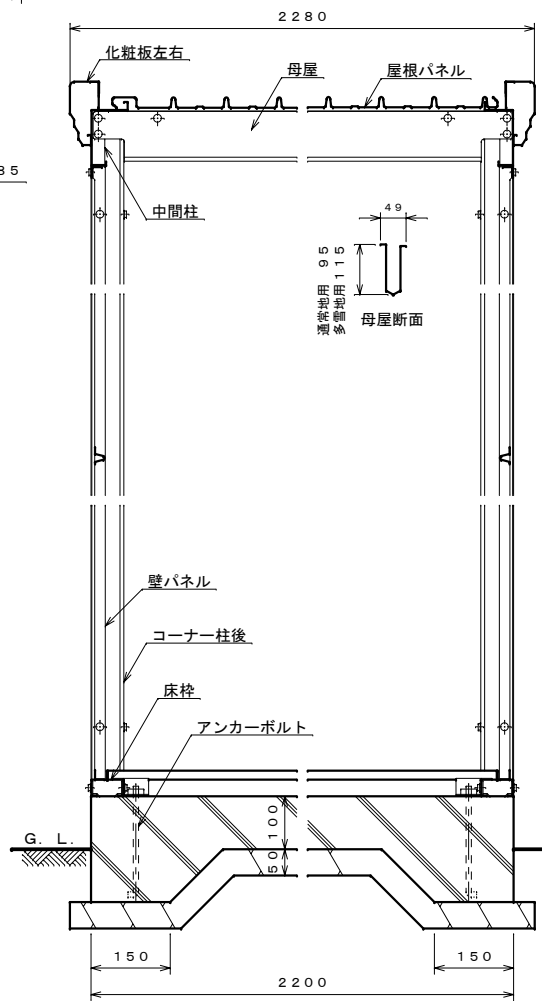 2280
化粧板左右
母屋
屋根パネル
85
中間柱
49
通常地用 95
多雪地用 115
母屋断面
壁パネル
コーナー柱後
床枠
アンカーボルト
G. L.
100
50
150
150
2200